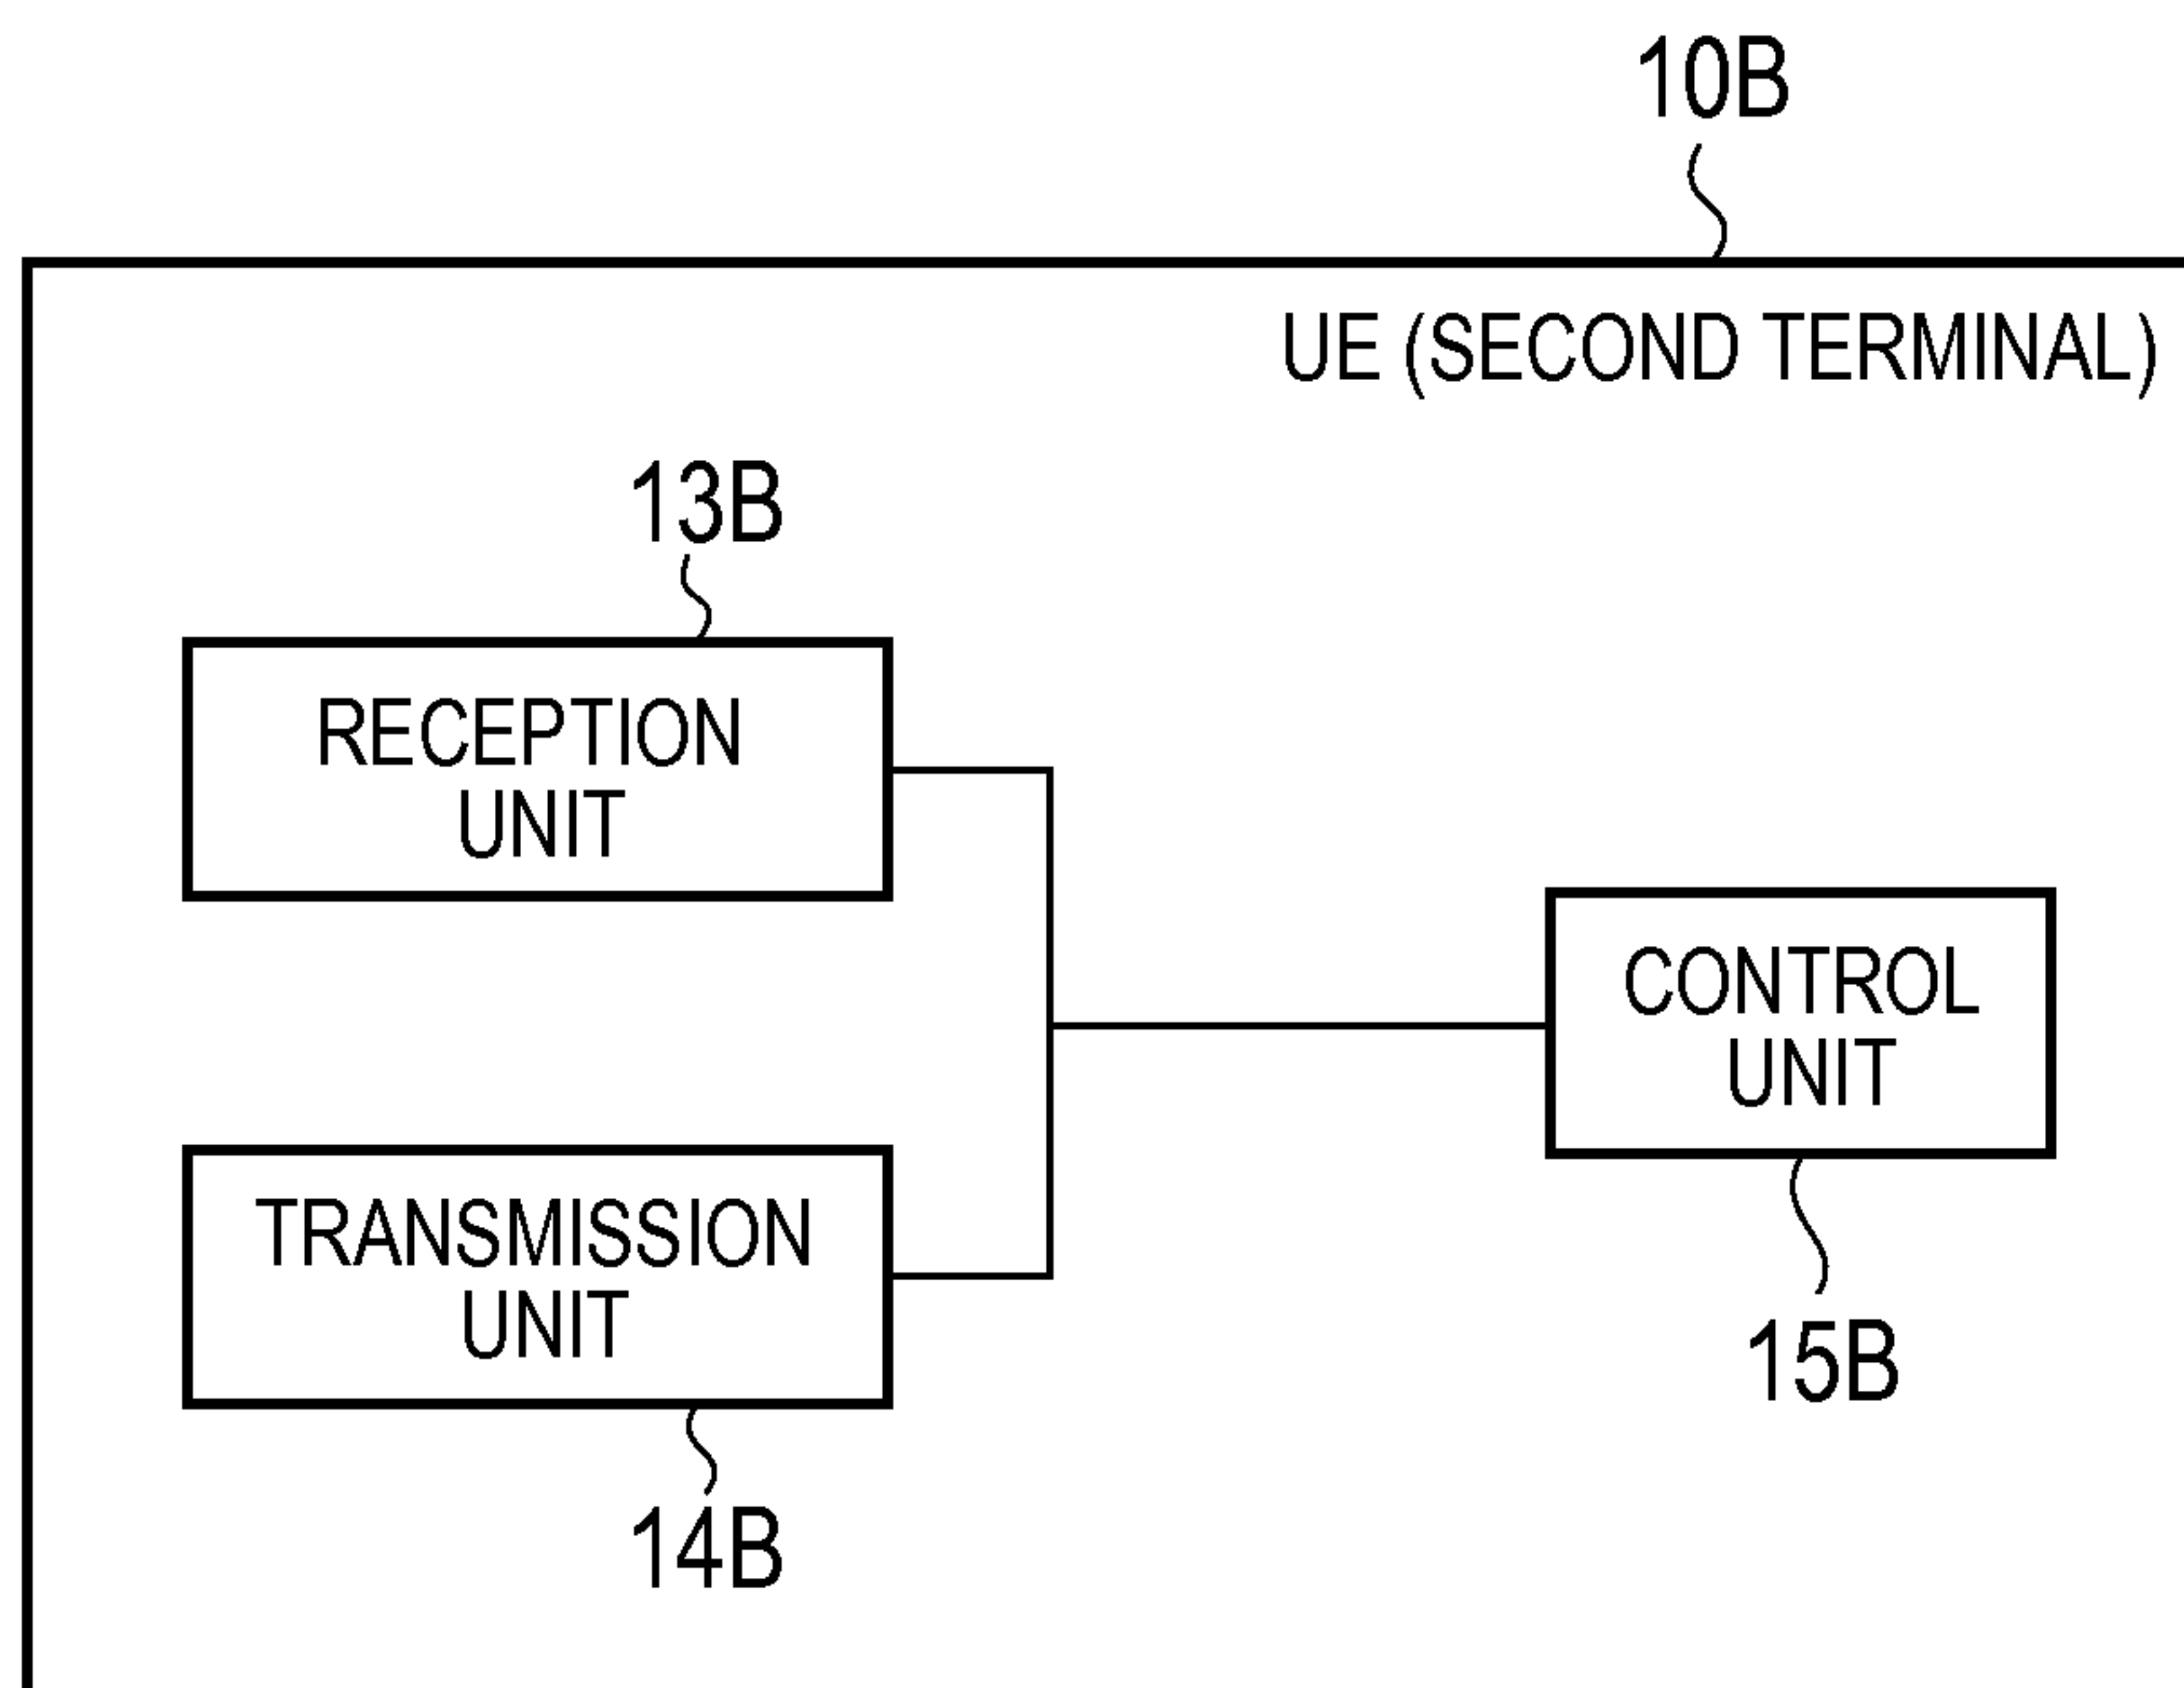 10B
UE (SECOND TERMINAL)
13B
RECEPTION
UNIT
CONTROL
UNIT
TRANSMISSION
UNIT
15B
14B